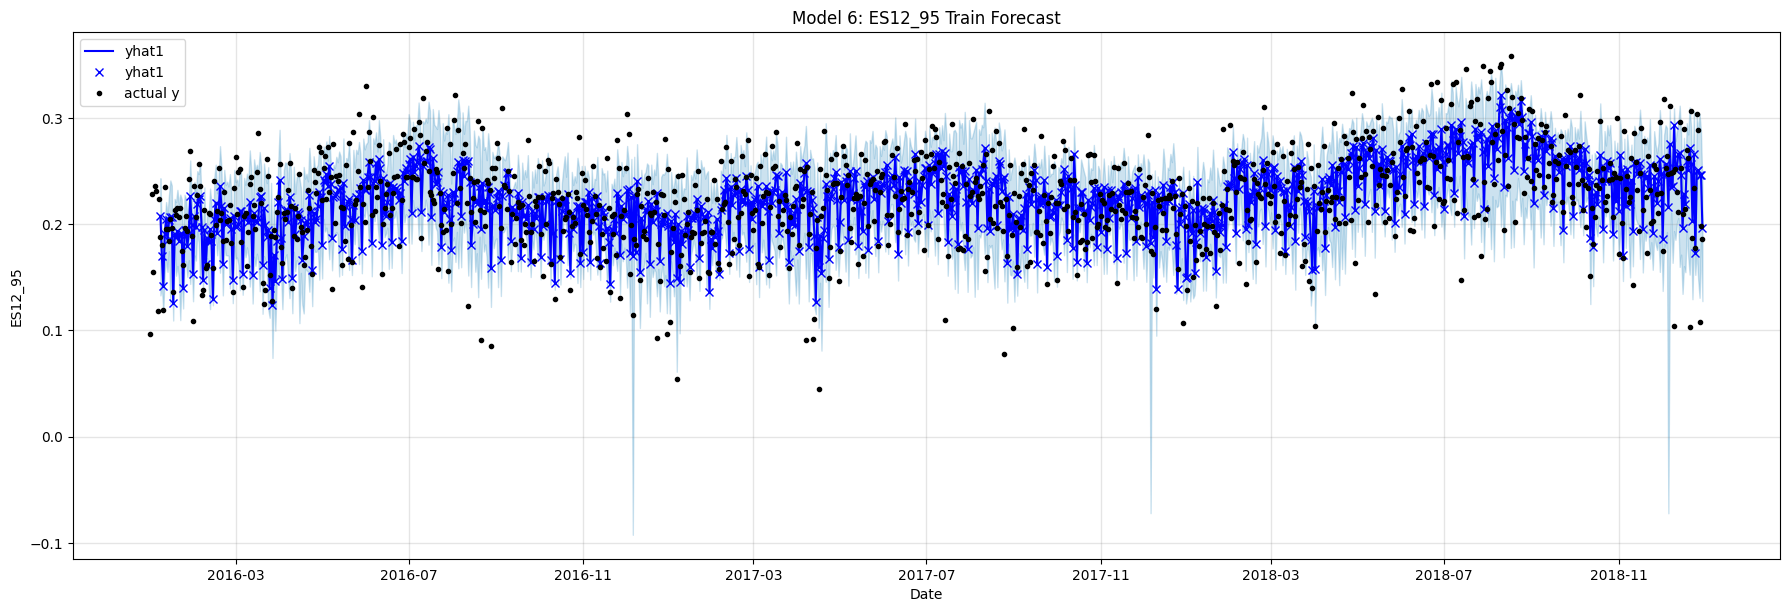 Model 6: ES12_95 Train Forecast
yhat1
yhat1
actual y
0.3
0.2
0.1
0.0
−0.1
ES12_95
2016-03
2016-07
2016-11
2017-03
2017-07
2017-11
2018-03
2018-07
2018-11
Date